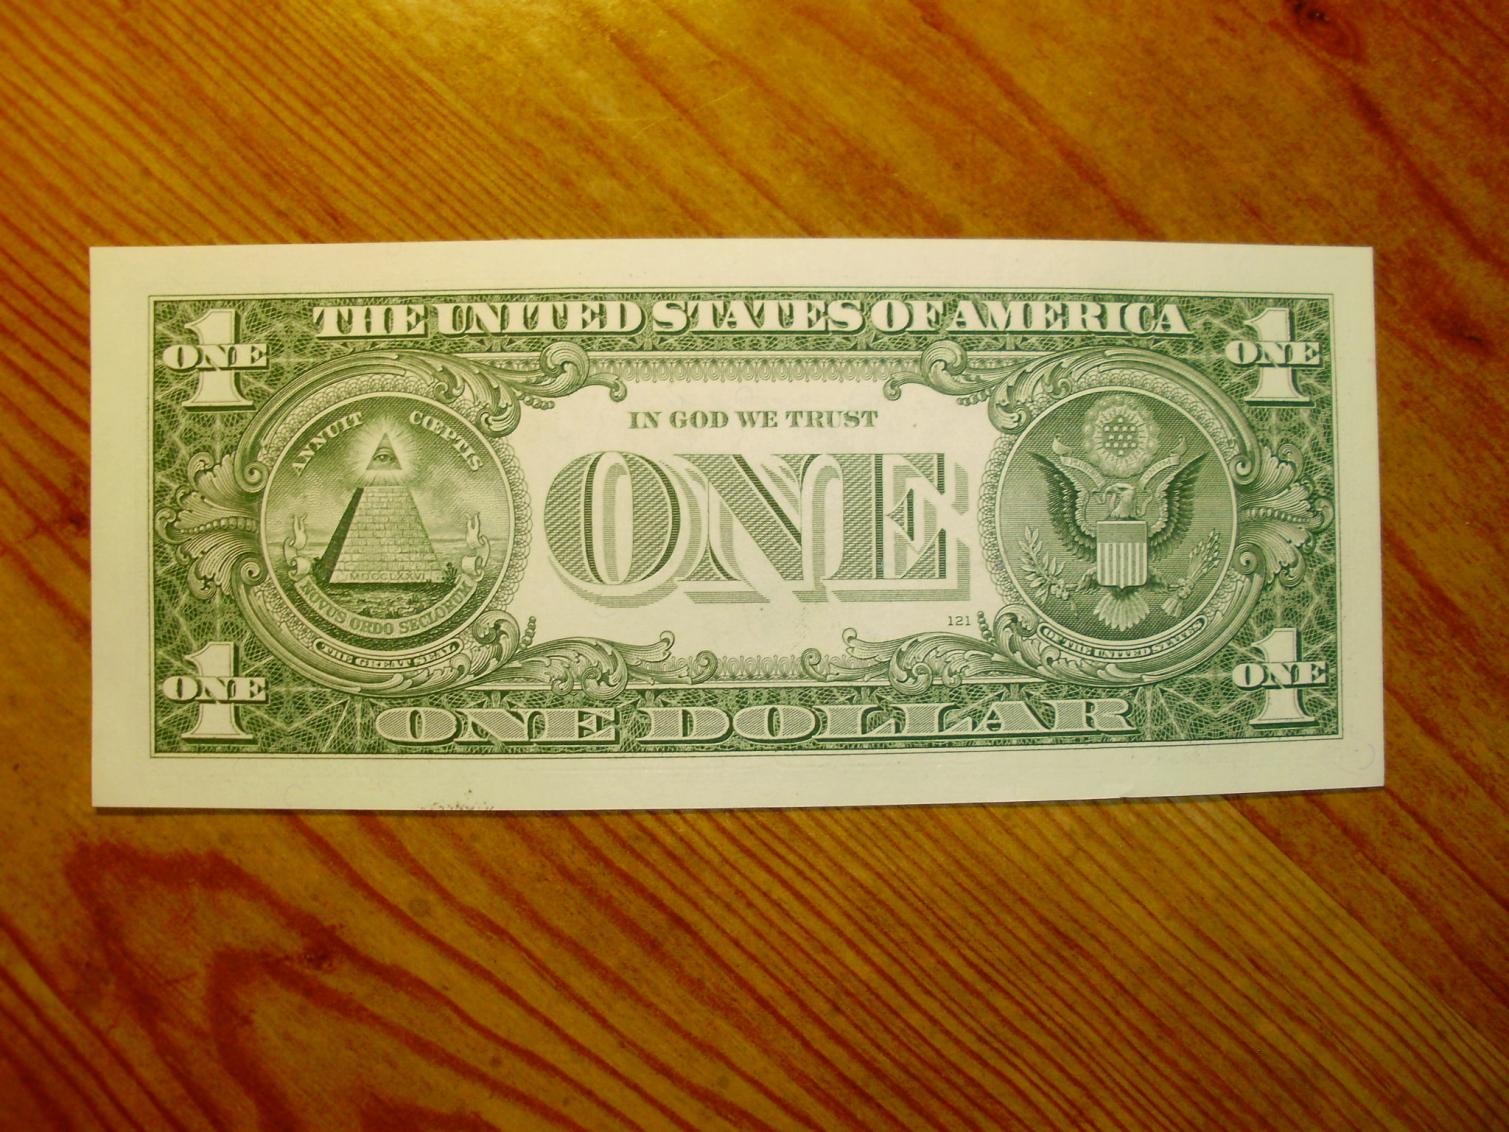 THE UNITED STATES OF AMERICA
1
ONE
1
ONE
ANNUIT CŒPTIS
MDCCLXXVI
NOVUS ORDO SECLORUM
THE GREAT SEAL
IN GOD WE TRUST
ONE
121
OF THE UNITED STATES
1
ONE
1
ONE
ONE DOLLAR